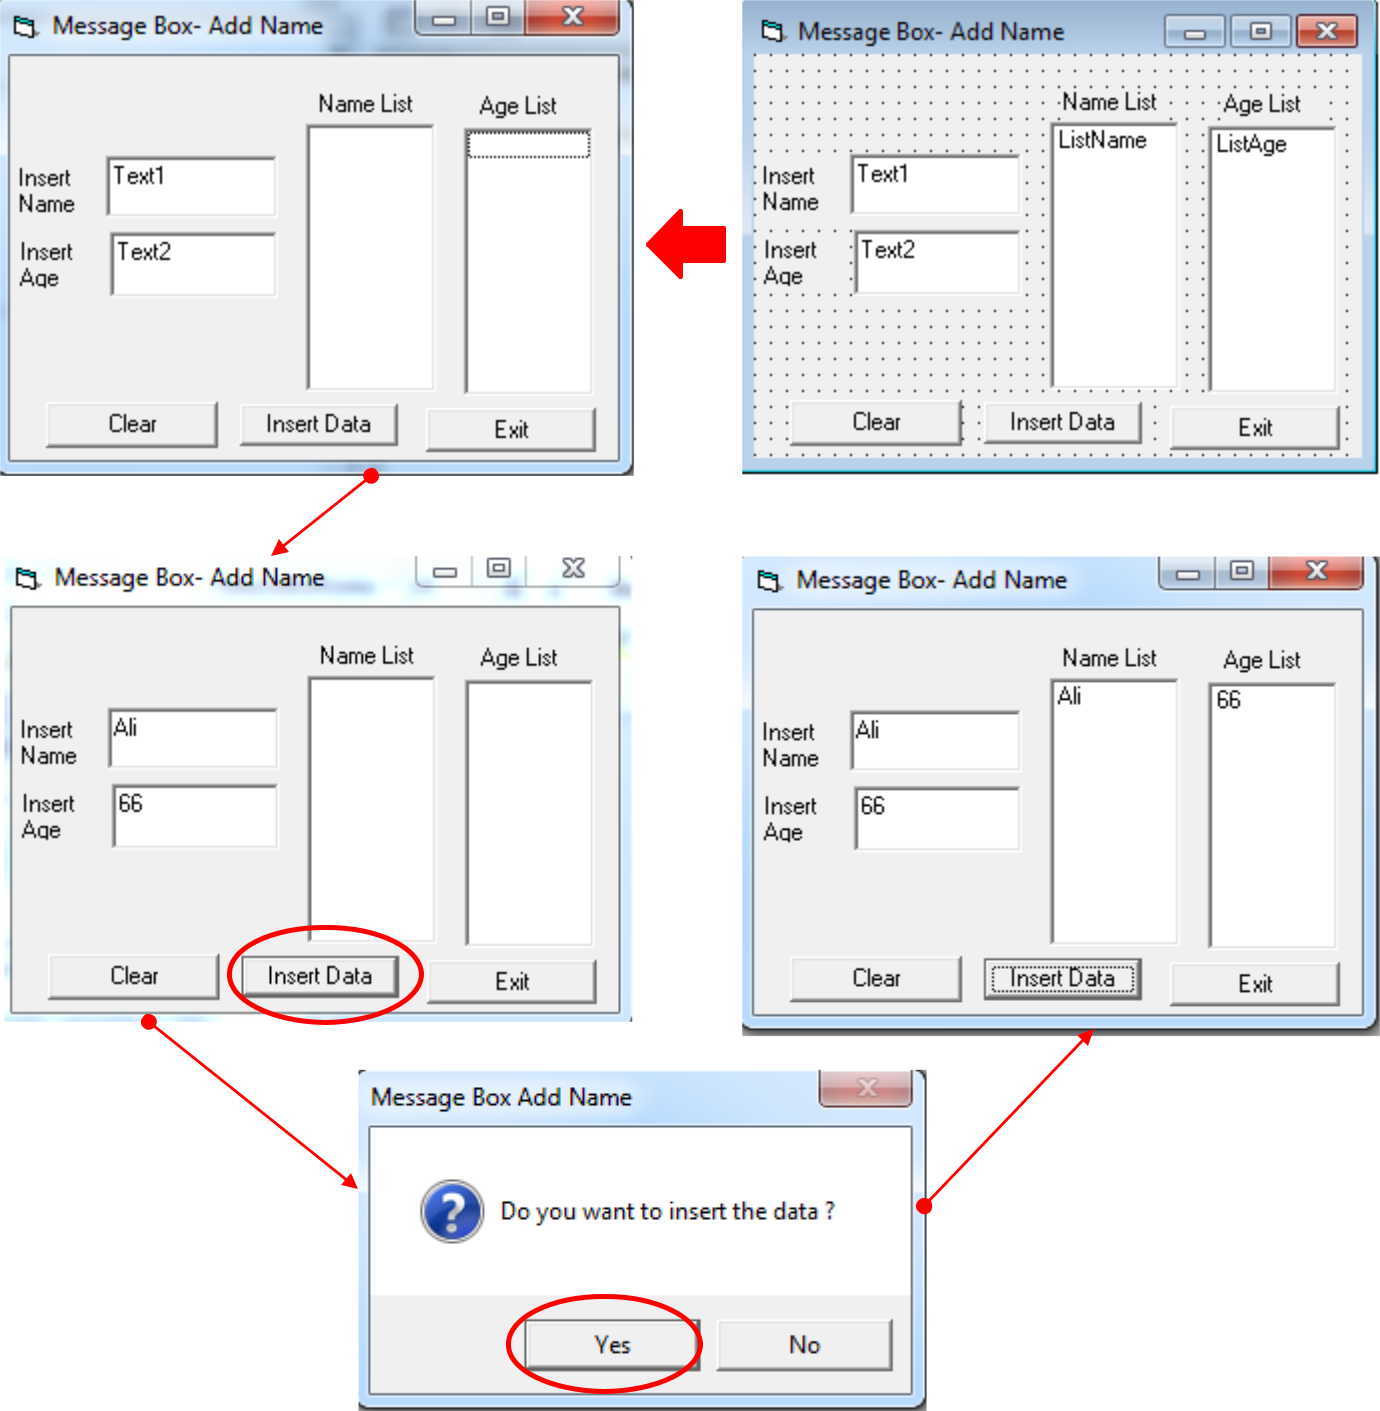 Message Box- Add Name
Name List
Age List
Insert
Name
Text1
Insert
Age
Text2
Clear
Insert Data
Exit
Message Box- Add Name
Name List
Age List
ListName
ListAge
Insert
Name
Text1
Insert
Age
Text2
Clear
Insert Data
Exit
Message Box- Add Name
Name List
Age List
Insert
Name
Ali
Insert
Age
66
Clear
Insert Data
Exit
Message Box- Add Name
Name List
Age List
Ali
66
Insert
Name
Ali
Insert
Age
66
Clear
Insert Data
Exit
Message Box Add Name
Do you want to insert the data ?
Yes
No